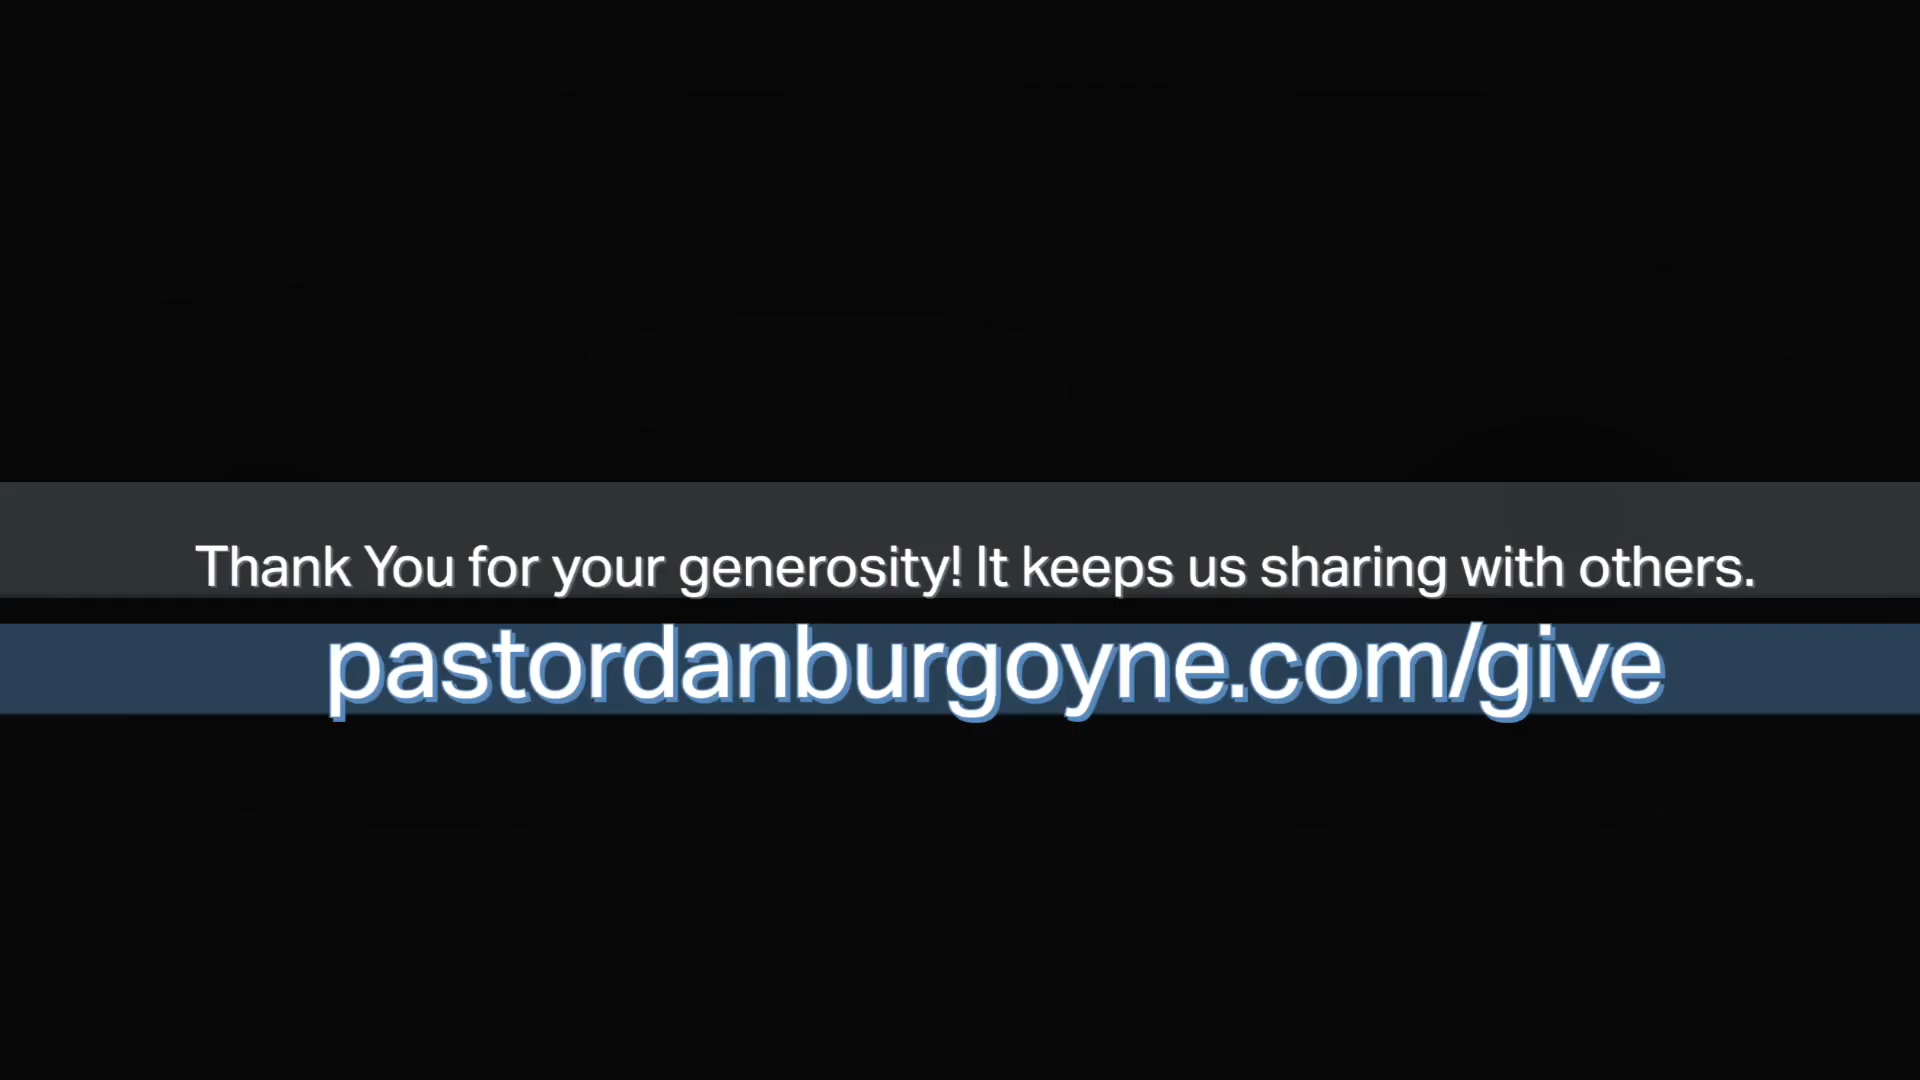 Thank You for your generosity! It keeps us sharing with others.
pastordanburgoyne.com/give